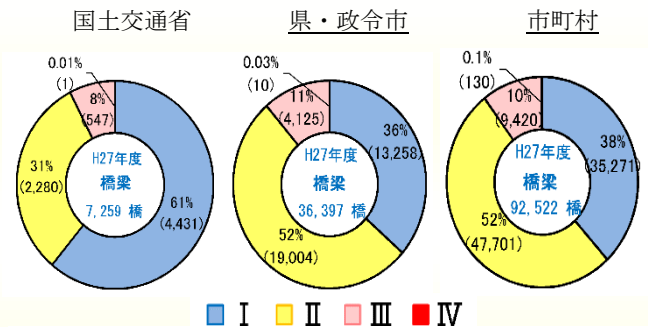 国土交通省
0.01%
(1)
8%
(547)
31%
(2,280)
61%
(4,431)
H27年度
橋梁
7,259 橋
県・政令市
0.03%
(10)
11%
(4,125)
36%
(13,258)
52%
(19,004)
H27年度
橋梁
36,397 橋
市町村
0.1%
(130)
10%
(9,420)
38%
(35,271)
52%
(47,701)
H27年度
橋梁
92,522 橋
Ⅰ Ⅱ Ⅲ Ⅳ